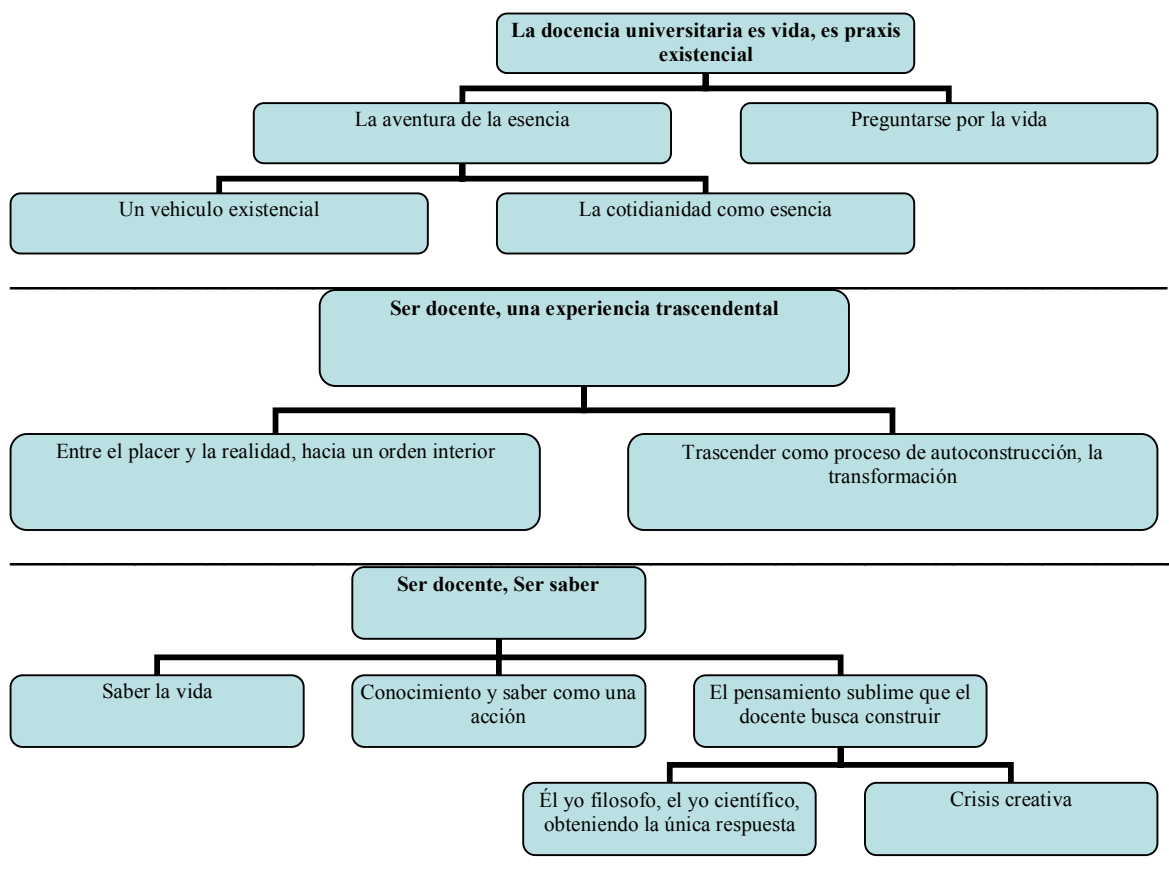 La docencia universitaria es vida, es praxis
existencial
La aventura de la esencia
Preguntarse por la vida
Un vehiculo existencial
La cotidianidad como esencia
Ser docente, una experiencia trascendental
Entre el placer y la realidad, hacia un orden interior
Trascender como proceso de autoconstrucción, la
transformación
Ser docente, Ser saber
Saber la vida
Conocimiento y saber como una
acción
El pensamiento sublime que el
docente busca construir
Él yo filosofo, el yo científico,
obteniendo la única respuesta
Crisis creativa